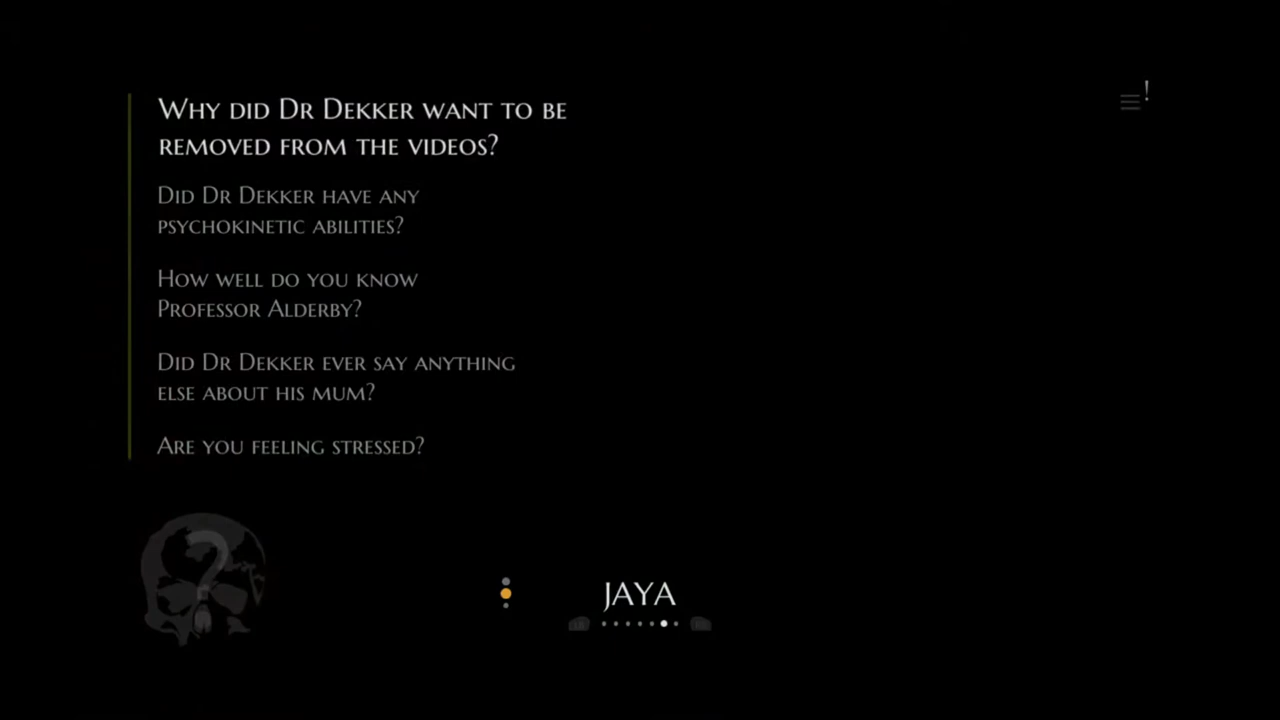 Why did Dr Dekker want to be
removed from the videos?
Did Dr Dekker have any
psychokinetic abilities?
How well do you know
Professor Alderby?
Did Dr Dekker ever say anything
else about his mum?
Are you feeling stressed?
!
?
JAYA